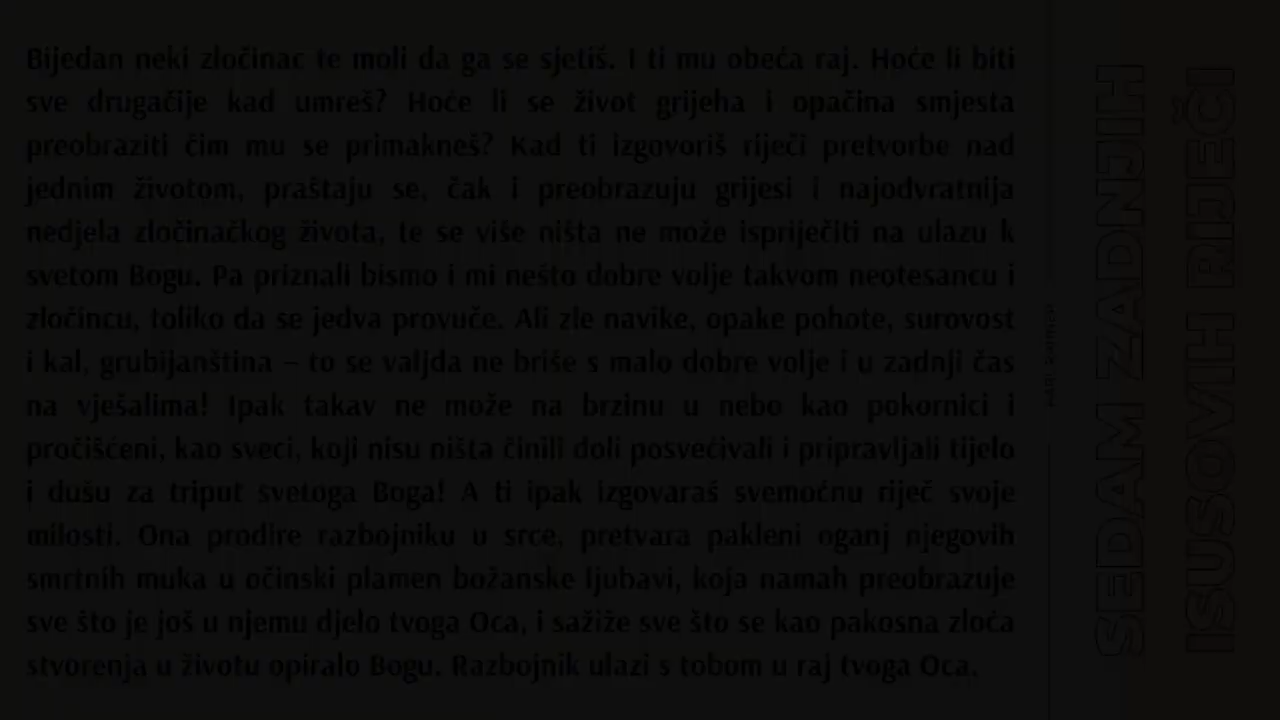 Bijedan neki zločinac te moli da ga se sjetiš. I ti mu obeća raj. Hoće li biti
sve drugačije kad umreš? Hoće li se život grijeha i opačina smjesta
preobraziti čim mu se primakneš? Kad ti izgovoriš riječi pretvorbe nad
jednim životom, praštaju se, čak i preobrazuju grijesi i najodvratnija
nedjela zločinačkog života, te se više ništa ne može ispriječiti na ulazu k
svetom Bogu. Pa priznali bismo i mi nešto dobre volje takvom neotesancu i
zločincu, toliko da se jedva provuče. Ali zle navike, opake pohote, surovost
i kal, grubijanština – to se valjda ne briše s malo dobre volje i u zadnji čas
na vješalima! Ipak takav ne može na brzinu u nebo kao pokornici i
pročišćeni, kao sveci, koji nisu ništa činili doli posvećivali i pripravljali tijelo
i dušu za triput svetoga Boga! A ti ipak izgovaraš svemoćnu riječ svoje
milosti. Ona prodire razbojniku u srce, pretvara pakleni oganj njegovih
smrtnih muka u očinski plamen božanske ljubavi, koja namah preobrazuje
sve što je još u njemu djelo tvoga Oca, i sažiže sve što se kao pakosna zloća
stvorenja u životu opiralo Bogu. Razbojnik ulazi s tobom u raj tvoga Oca.
SEDAM ZADNJIH
ISUSOVIH RIJEČI